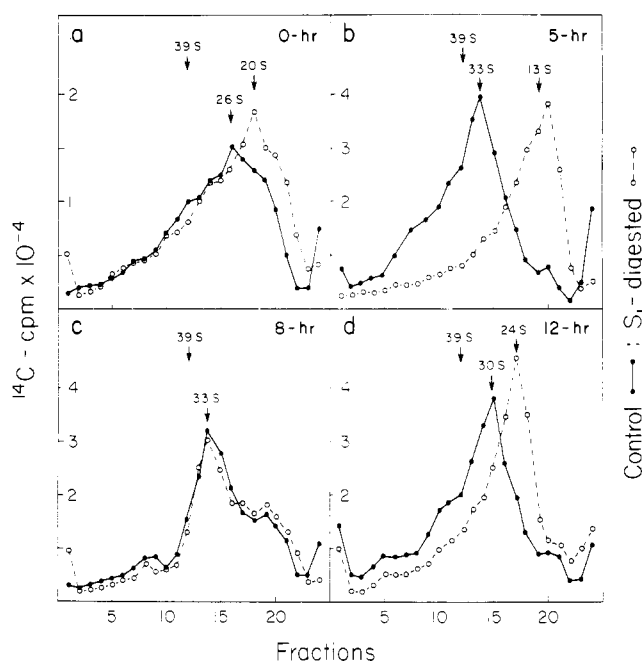 a 0-hr
39 S
20 S
26 S
2
1
b 5-hr
39 S
33 S
13 S
4
3
2
1
c 8-hr
39 S
33 S
4
3
2
1
5 10 15 20
d 12-hr
39 S
24 S
30 S
4
3
2
1
5 10 15 20
¹⁴C - cpm x 10⁻⁴
Fractions
Control : S₁-digested